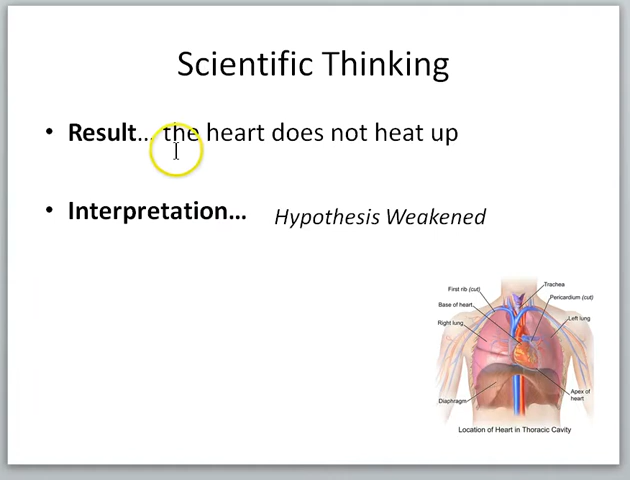 Scientific Thinking
• Result... the heart does not heat up
• Interpretation... Hypothesis Weakened
First rib (cut)
Trachea
Base of heart
Pericardium (cut)
Right lung
Left lung
Diaphragm
Apex of
heart
Location of Heart in Thoracic Cavity